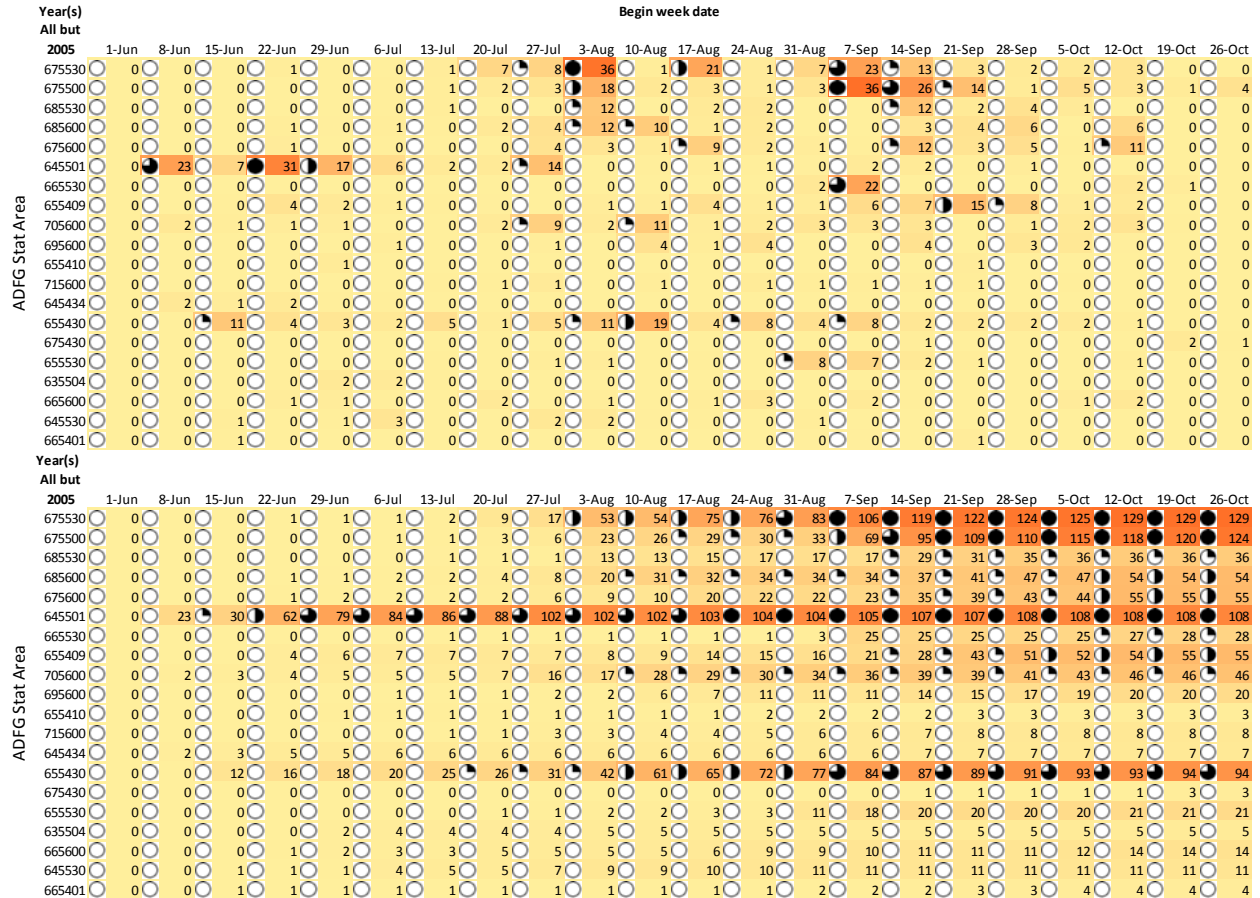 Year(s) Begin week date
All but
2005 1-Jun 8-Jun 15-Jun 22-Jun 29-Jun 6-Jul 13-Jul 20-Jul 27-Jul 3-Aug 10-Aug 17-Aug 24-Aug 31-Aug 7-Sep 14-Sep 21-Sep 28-Sep 5-Oct 12-Oct 19-Oct 26-Oct
ADFG Stat Area
675530 0 0 0 1 0 0 1 7 8 36 1 21 1 7 23 13 3 2 2 3 0 0
675500 0 0 0 0 0 0 1 2 3 18 2 3 1 3 36 26 14 1 5 3 1 4
685530 0 0 0 0 0 0 1 0 0 12 0 2 2 0 0 12 2 4 1 0 0 0
685600 0 0 0 1 0 1 0 2 4 12 10 1 2 0 0 3 4 6 0 6 0 0
675600 0 0 0 1 0 0 0 0 4 3 1 9 2 0 0 12 3 5 1 11 0 0
645501 0 23 7 31 17 6 2 2 14 0 0 1 1 0 2 2 0 1 0 0 0 0
665530 0 0 0 0 0 0 0 0 0 0 0 0 0 2 22 0 0 0 0 2 1 0
655409 0 0 0 4 2 1 0 0 0 1 1 4 1 1 6 7 15 8 1 2 0 0
705600 0 2 1 1 1 0 0 2 9 2 11 1 2 3 3 3 0 1 2 3 0 0
695600 0 0 0 0 0 1 0 0 1 0 4 1 4 0 0 4 0 3 2 0 0 0
655410 0 0 0 0 1 0 0 0 0 0 0 0 0 0 0 0 1 0 0 0 0 0
715600 0 0 0 0 0 0 0 1 1 0 1 0 1 1 1 1 1 0 0 0 0 0
645434 0 2 1 2 0 0 0 0 0 0 0 0 0 0 0 0 0 0 0 0 0 0
655430 0 0 11 4 3 2 5 1 5 11 19 4 8 4 8 2 2 2 2 1 0 0
675430 0 0 0 0 0 0 0 0 0 0 0 0 0 0 0 1 0 0 0 0 2 1
655530 0 0 0 0 0 0 0 0 1 1 0 0 0 8 7 2 1 0 0 1 0 0
635504 0 0 0 0 2 2 0 0 0 0 0 0 0 0 0 0 0 0 0 0 0 0
665600 0 0 0 1 1 0 0 2 0 1 0 1 3 0 2 0 0 0 1 2 0 0
645530 0 0 1 0 1 3 0 0 2 2 0 0 0 1 0 0 0 0 0 0 0 0
665401 0 0 1 0 0 0 0 0 0 0 0 0 0 0 0 0 1 0 0 0 0 0
Year(s)
All but
2005 1-Jun 8-Jun 15-Jun 22-Jun 29-Jun 6-Jul 13-Jul 20-Jul 27-Jul 3-Aug 10-Aug 17-Aug 24-Aug 31-Aug 7-Sep 14-Sep 21-Sep 28-Sep 5-Oct 12-Oct 19-Oct 26-Oct
ADFG Stat Area
675530 0 0 0 1 1 1 2 9 17 53 54 75 76 83 106 119 122 124 125 129 129 129
675500 0 0 0 0 0 1 1 3 6 23 26 29 30 33 69 95 109 110 115 118 120 124
685530 0 0 0 0 0 0 1 1 1 13 13 15 17 17 17 29 31 35 36 36 36 36
685600 0 0 0 1 1 2 2 4 8 20 31 32 34 34 34 37 41 47 47 54 54 54
675600 0 0 0 1 2 2 2 2 6 9 10 20 22 22 23 35 39 43 44 55 55 55
645501 0 23 30 62 79 84 86 88 102 102 102 103 104 104 105 107 107 108 108 108 108 108
665530 0 0 0 0 0 0 1 1 1 1 1 1 1 3 25 25 25 25 25 27 28 28
655409 0 0 0 4 6 7 7 7 7 8 9 14 15 16 21 28 43 51 52 54 55 55
705600 0 2 3 4 5 5 5 7 16 17 28 29 30 34 36 39 39 41 43 46 46 46
695600 0 0 0 0 0 1 1 1 2 2 6 7 11 11 11 14 15 17 19 20 20 20
655410 0 0 0 0 1 1 1 1 1 1 1 1 2 2 2 2 3 3 3 3 3 3
715600 0 0 0 0 0 0 1 1 3 3 4 4 5 6 6 7 8 8 8 8 8 8
645434 0 2 3 5 5 6 6 6 6 6 6 6 6 6 6 7 7 7 7 7 7 7
655430 0 0 12 16 18 20 25 26 31 42 61 65 72 77 84 87 89 91 93 93 94 94
675430 0 0 0 0 0 0 0 0 0 0 0 0 0 0 0 1 1 1 1 1 3 3
655530 0 0 0 0 0 0 0 1 1 2 2 3 3 11 18 20 20 20 20 21 21 21
635504 0 0 0 0 2 4 4 4 4 5 5 5 5 5 5 5 5 5 5 5 5 5
665600 0 0 0 1 2 3 3 5 5 5 5 6 9 9 10 11 11 11 12 14 14 14
645530 0 0 1 1 1 4 5 5 7 9 9 10 10 11 11 11 11 11 11 11 11 11
665401 0 0 1 1 1 1 1 1 1 1 1 1 1 2 2 2 3 3 4 4 4 4